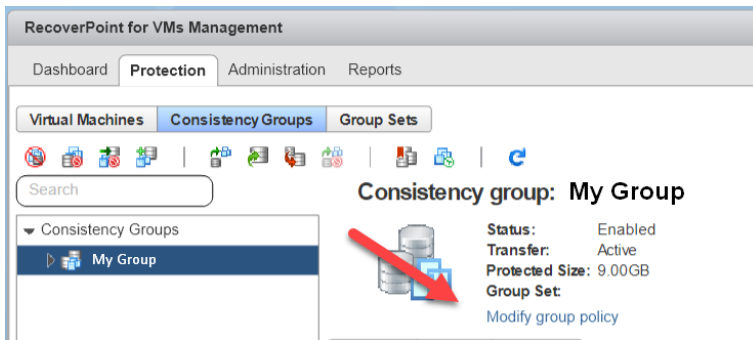 RecoverPoint for VMs Management
Dashboard Protection Administration Reports
Virtual Machines Consistency Groups Group Sets
Search
Consistency group: My Group
Consistency Groups
My Group
Status: Enabled
Transfer: Active
Protected Size: 9.00GB
Group Set:
Modify group policy